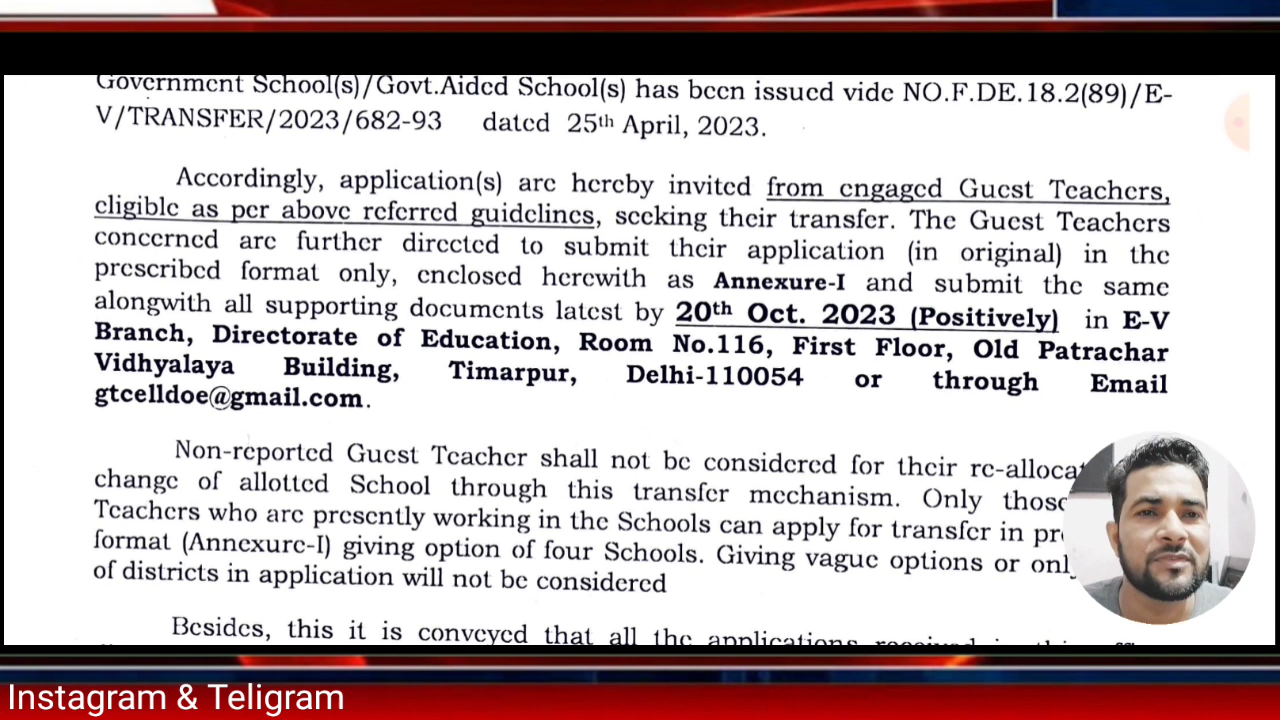 Government School(s)/Govt.Aided School(s) has been issued vide NO.F.DE.18.2(89)/E-
V/TRANSFER/2023/682-93 dated 25th April, 2023.
Accordingly, application(s) are hereby invited from engaged Guest Teachers,
eligible as per above referred guidelines, seeking their transfer. The Guest Teachers
concerned are further directed to submit their application (in original) in the
prescribed format only, enclosed herewith as Annexure-I and submit the same
alongwith all supporting documents latest by 20th Oct. 2023 (Positively) in E-V
Branch, Directorate of Education, Room No.116, First Floor, Old Patrachar
Vidhyalaya Building, Timarpur, Delhi-110054 or through Email
gtcelldoe@gmail.com.
Non-reported Guest Teacher shall not be considered for their
change of allotted School through this transfer mechanism. Only
Teachers who are presently working in the Schools can apply for transfer in
format (Annexure-I) giving option of four Schools. Giving vague options or
of districts in application will not be considered
Besides, this it is conveyed that all the applications received
Instagram & Teligram